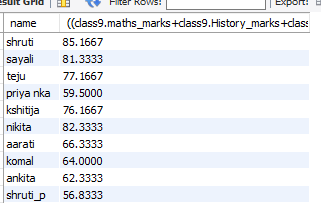 esult Grid Filter Rows: Export:
name ((class9.maths_marks+class9.History_marks+class
shruti 85.1667
sayali 81.3333
teju 77.1667
priya nka 59.5000
kshitija 76.1667
nikita 82.3333
aarati 66.3333
komal 64.0000
ankita 62.3333
shruti_p 56.8333